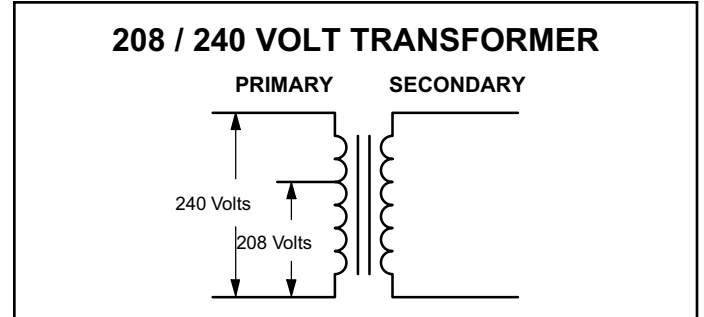 208 / 240 VOLT TRANSFORMER
PRIMARY SECONDARY
240 Volts
208 Volts